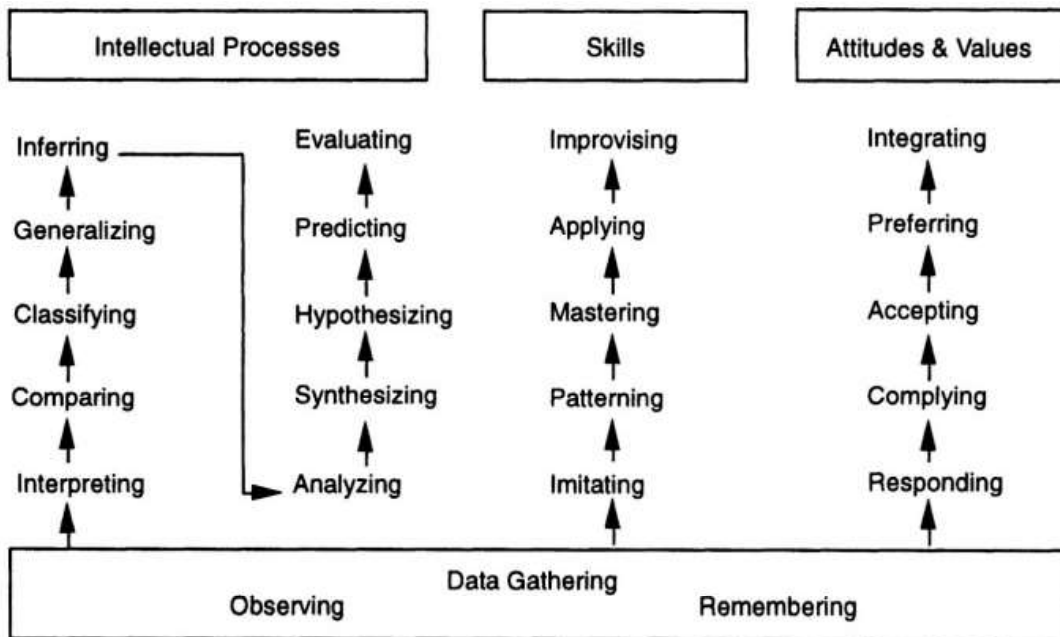 Intellectual Processes
Skills
Attitudes & Values
Inferring
Evaluating
Improvising
Integrating
Generalizing
Predicting
Applying
Preferring
Classifying
Hypothesizing
Mastering
Accepting
Comparing
Synthesizing
Patterning
Complying
Interpreting
Analyzing
Imitating
Responding
Data Gathering
Observing
Remembering